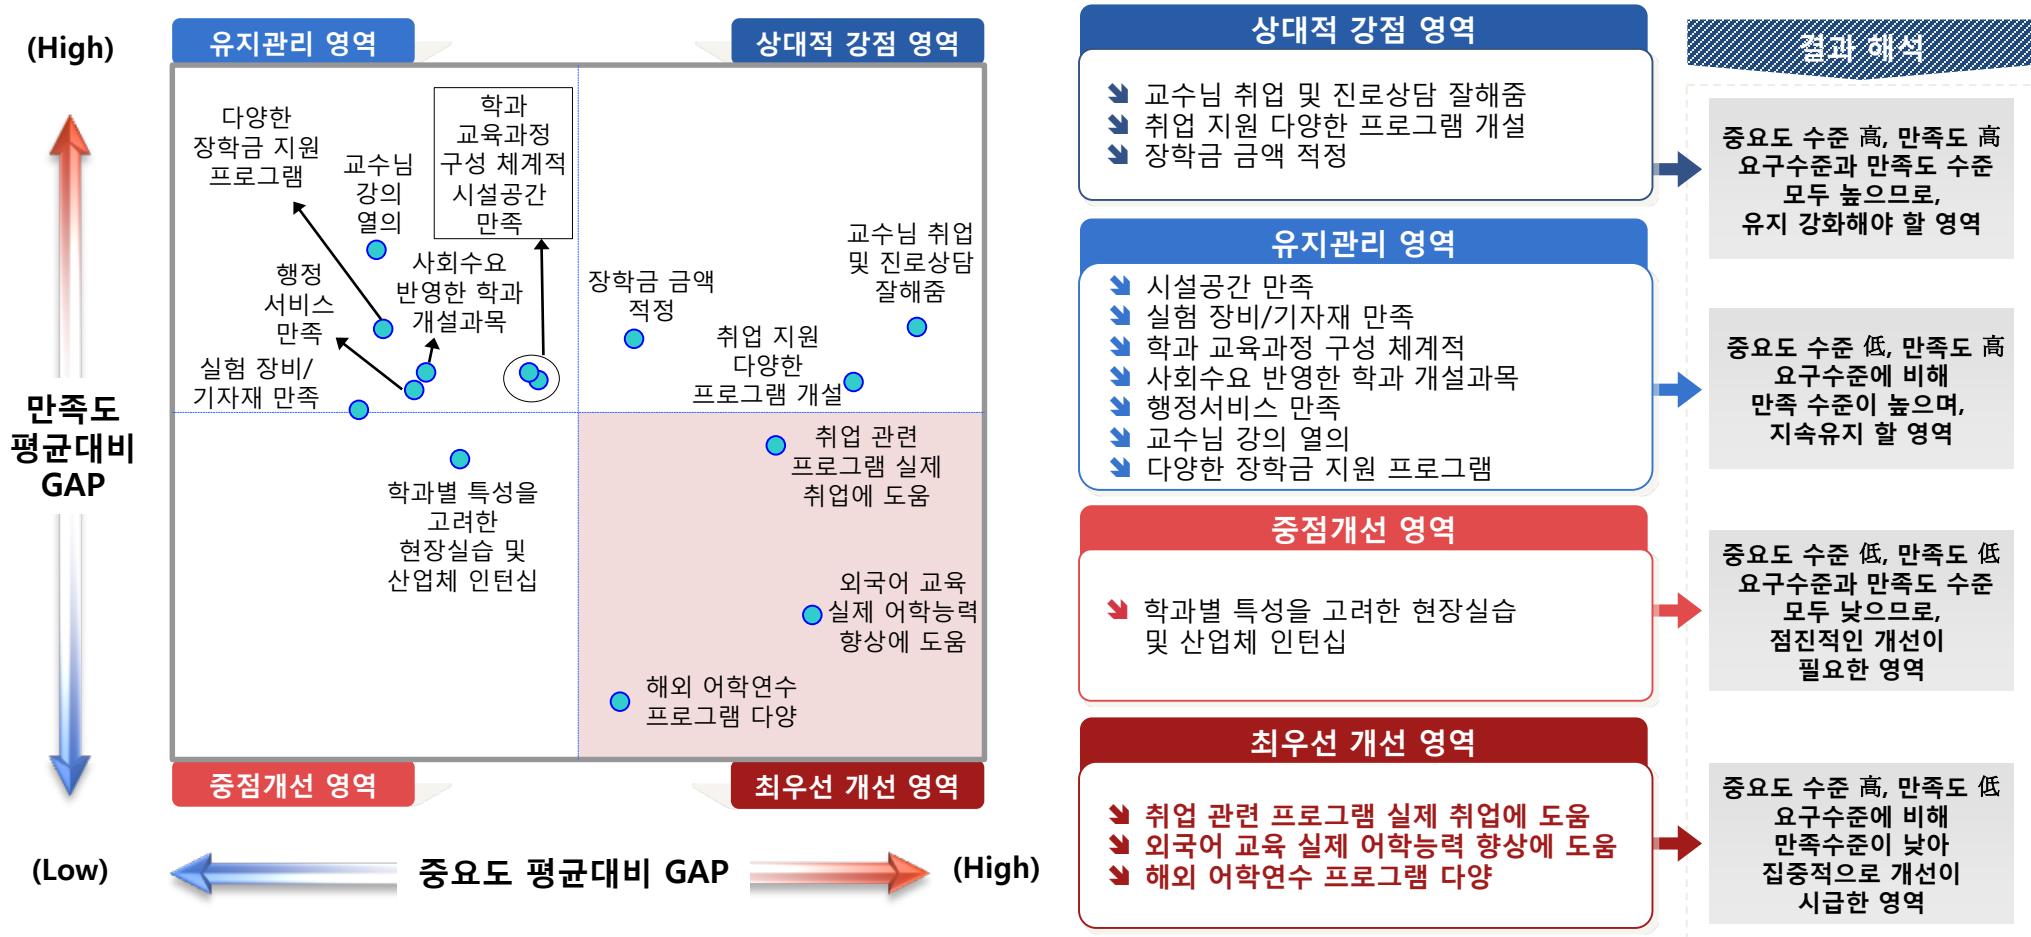 (High)
유지관리 영역
상대적 강점 영역
다양한
장학금 지원
프로그램
교수님
강의
열의
학과
교육과정
구성 체계적
시설공간
만족
행정
서비스
만족
사회수요
반영한 학과
개설과목
실험 장비/
기자재 만족
장학금 금액
적정
교수님 취업
및 진로상담
잘해줌
취업 지원
다양한
프로그램 개설
만족도
평균대비
GAP
학과별 특성을
고려한
현장실습 및
산업체 인턴십
취업 관련
프로그램 실제
취업에 도움
외국어 교육
실제 어학능력
향상에 도움
해외 어학연수
프로그램 다양
중점개선 영역
최우선 개선 영역
(Low)
중요도 평균대비 GAP
(High)
상대적 강점 영역
교수님 취업 및 진로상담 잘해줌
취업 지원 다양한 프로그램 개설
장학금 금액 적정
유지관리 영역
시설공간 만족
실험 장비/기자재 만족
학과 교육과정 구성 체계적
사회수요 반영한 학과 개설과목
행정서비스 만족
교수님 강의 열의
다양한 장학금 지원 프로그램
중점개선 영역
학과별 특성을 고려한 현장실습
및 산업체 인턴십
최우선 개선 영역
취업 관련 프로그램 실제 취업에 도움
외국어 교육 실제 어학능력 향상에 도움
해외 어학연수 프로그램 다양
결과 해석
중요도 수준 高, 만족도 高
요구수준과 만족도 수준
모두 높으므로,
유지 강화해야 할 영역
중요도 수준 低, 만족도 高
요구수준에 비해
만족 수준이 높으며,
지속유지 할 영역
중요도 수준 低, 만족도 低
요구수준과 만족도 수준
모두 낮으므로,
점진적인 개선이
필요한 영역
중요도 수준 高, 만족도 低
요구수준에 비해
만족수준이 낮아
집중적으로 개선이
시급한 영역